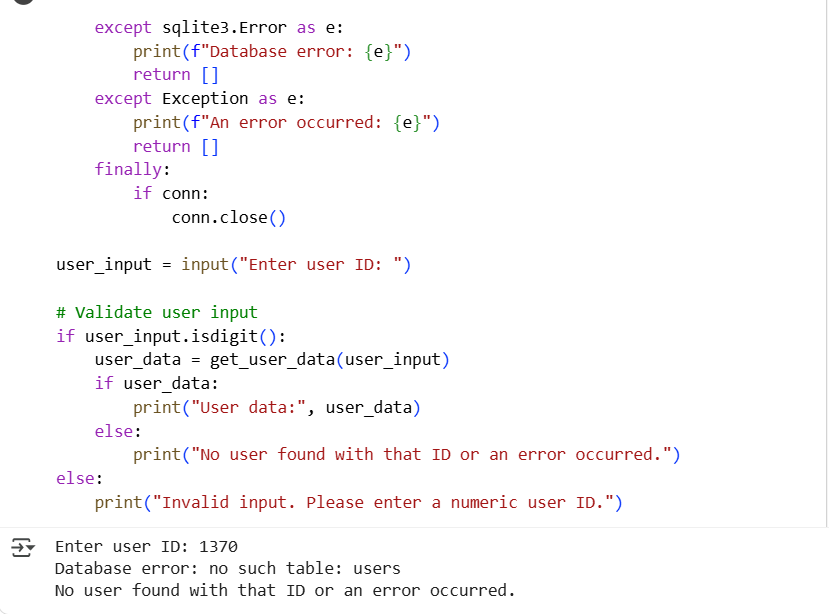 except sqlite3.Error as e:
        print(f"Database error: {e}")
        return []
    except Exception as e:
        print(f"An error occurred: {e}")
        return []
    finally:
        if conn:
            conn.close()

user_input = input("Enter user ID: ")

# Validate user input
if user_input.isdigit():
    user_data = get_user_data(user_input)
    if user_data:
        print("User data:", user_data)
    else:
        print("No user found with that ID or an error occurred.")
else:
    print("Invalid input. Please enter a numeric user ID.")
Enter user ID: 1370
Database error: no such table: users
No user found with that ID or an error occurred.